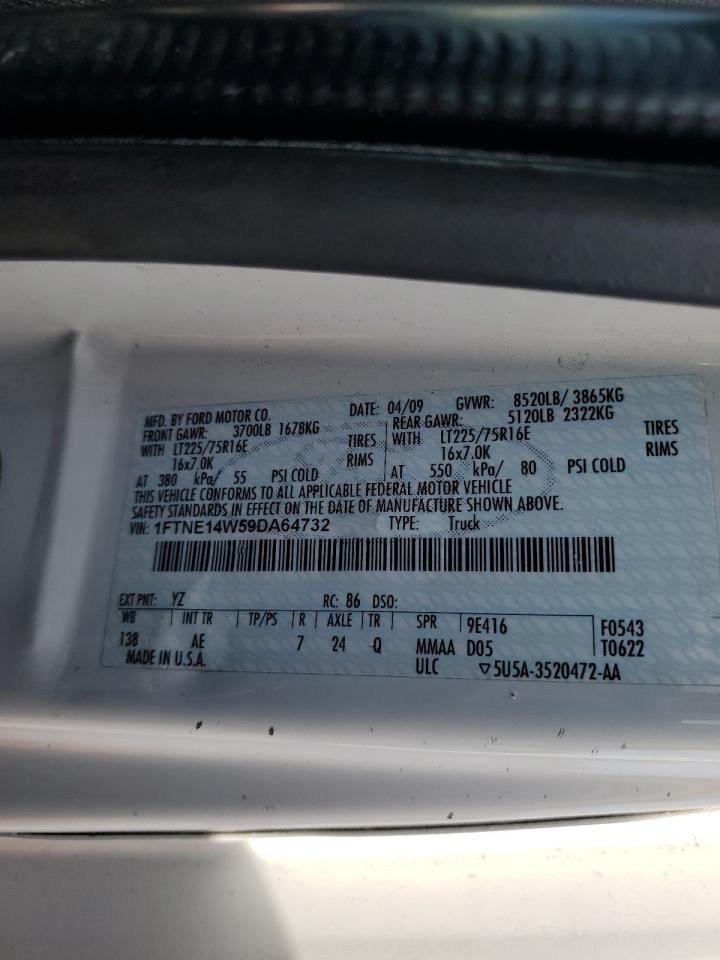 MFD. BY FORD MOTOR CO. DATE: 04/09 GVWR: 8520LB/ 3865KG
FRONT GAWR: 3700LB 1678KG REAR GAWR: 5120LB 2322KG
WITH LT225/75R16E TIRES WITH LT225/75R16E TIRES
16x7.0K RIMS 16x7.0K RIMS
AT 380 kPa/ 55 PSI COLD AT 550 kPa/ 80 PSI COLD
THIS VEHICLE CONFORMS TO ALL APPLICABLE FEDERAL MOTOR VEHICLE
SAFETY STANDARDS IN EFFECT ON THE DATE OF MANUFACTURE SHOWN ABOVE.
VIN: 1FTNE14W59DA64732 TYPE: Truck
EXT PNT: YZ RC: 86 DSO:
WB INT TR TP/PS R AXLE TR SPR 9E416 F0543
138 AE 7 24 Q MMAA D05 T0622
MADE IN U.S.A. ULC ▽5U5A-3520472-AA